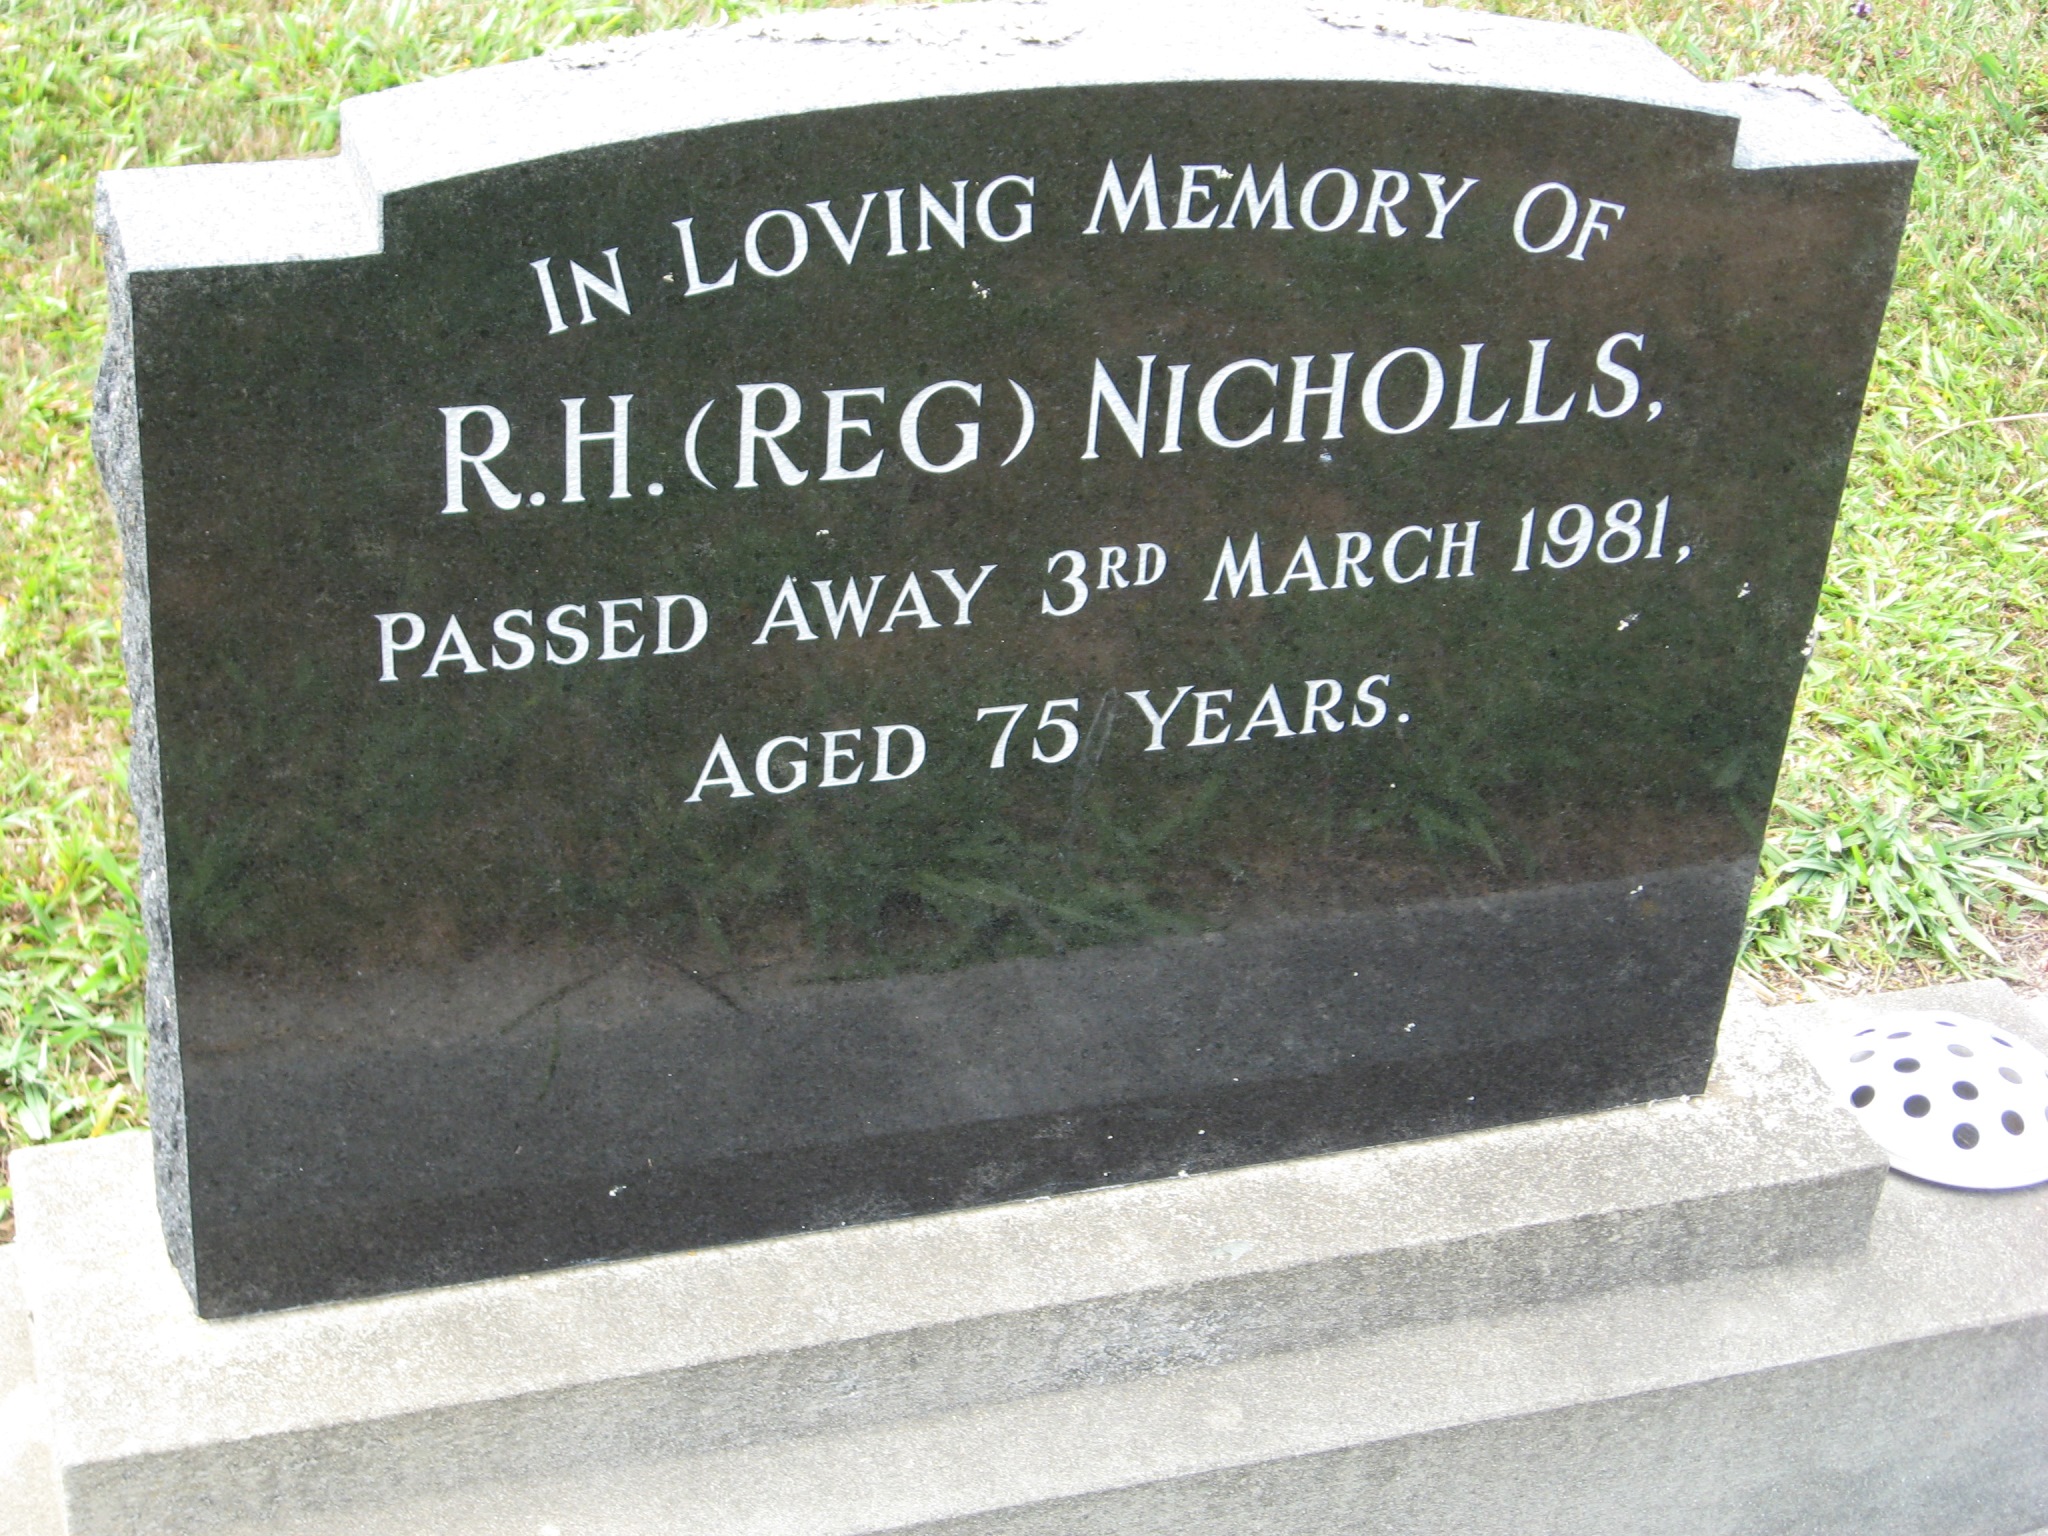 IN LOVING MEMORY OF
R.H. (REG) NICHOLLS,
PASSED AWAY 3RD MARCH 1981,
AGED 75 YEARS.